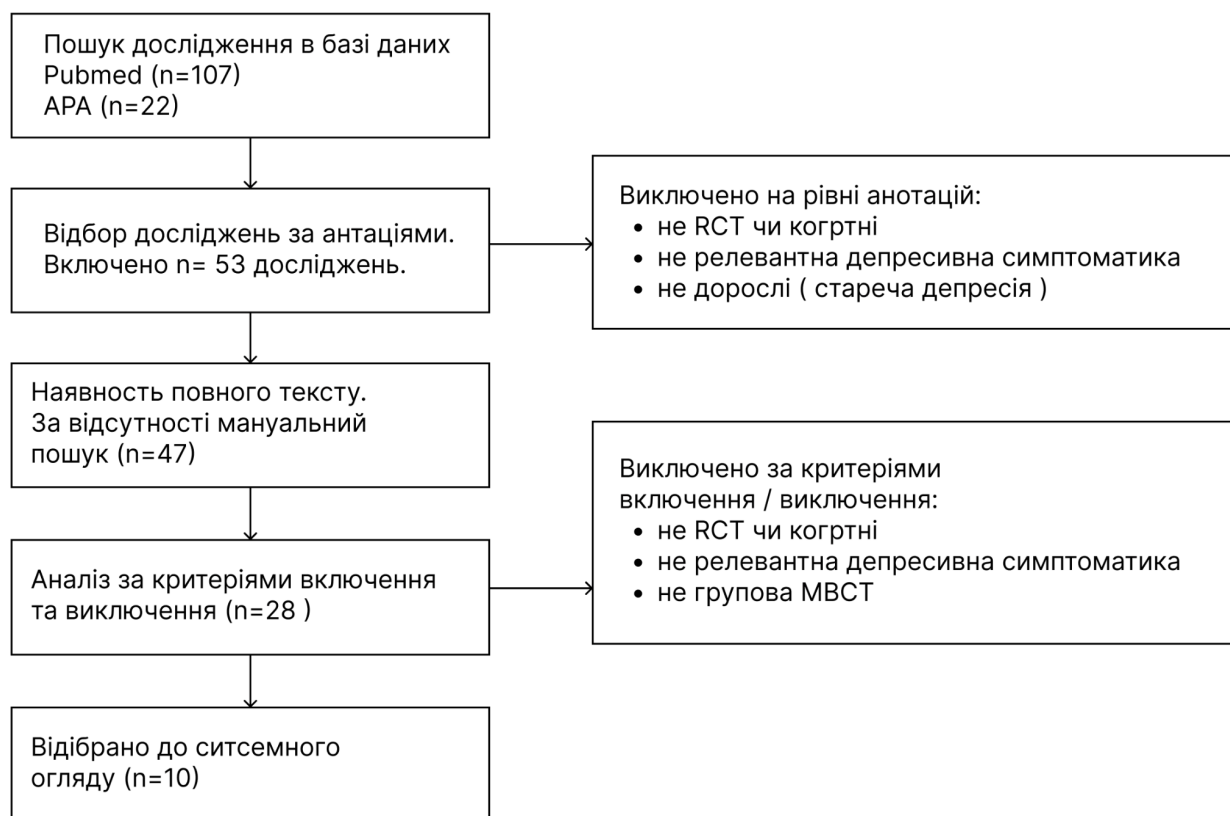 Пошук дослідження в базі даних
Pubmed (n=107)
APA (n=22)
Відбор досліджень за антаціями.
Включено n= 53 досліджень.
Виключено на рівні анотацій:
• не RCT чи когртні
• не релевантна депресивна симптоматика
• не дорослі ( стареча депресія )
Наявность повного тексту.
За відсутності мануальний
пошук (n=47)
Аналіз за критеріями включення
та виключення (n=28 )
Виключено за критеріями
включення / виключення:
• не RCT чи когртні
• не релевантна депресивна симптоматика
• не групова МВСТ
Відібрано до ситсемного
огляду (n=10)